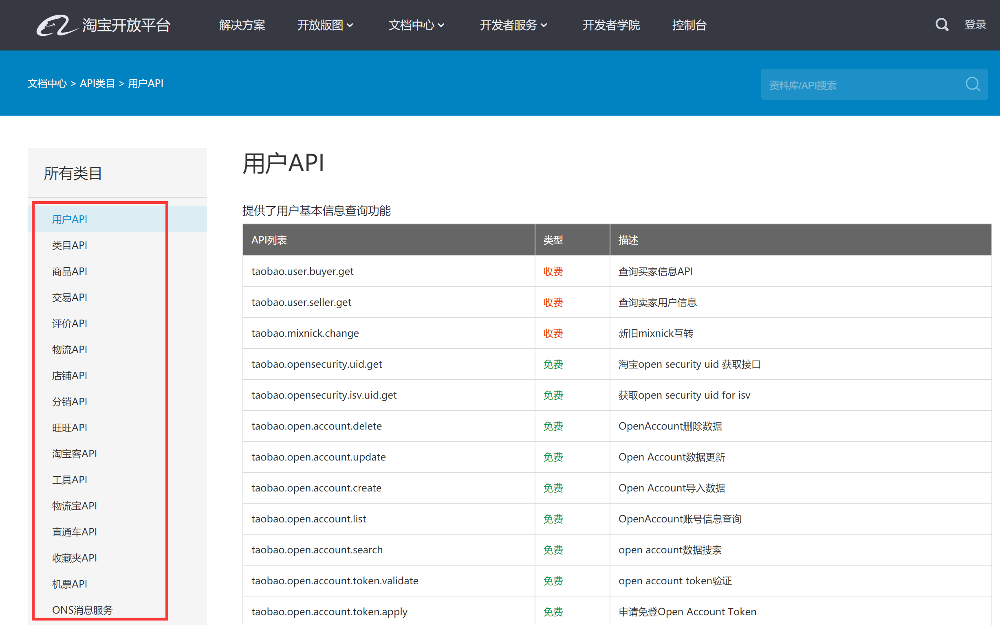 淘宝开放平台 解决方案 开放版图 文档中心 开发者服务 开发者学院 控制台 登录
文档中心 > API类目 > 用户API
资料库/API搜索
所有类目
用户API
类目API
商品API
交易API
评价API
物流API
店铺API
分销API
旺旺API
淘宝客API
工具API
物流宝API
直通车API
收藏夹API
机票API
ONS消息服务
用户API
提供了用户基本信息查询功能
API列表 类型 描述
taobao.user.buyer.get 收费 查询买家信息API
taobao.user.seller.get 收费 查询卖家用户信息
taobao.mixnick.change 收费 新旧mixnick互转
taobao.opensecurity.uid.get 免费 淘宝open security uid 获取接口
taobao.opensecurity.isv.uid.get 免费 获取open security uid for isv
taobao.open.account.delete 免费 OpenAccount删除数据
taobao.open.account.update 免费 Open Account数据更新
taobao.open.account.create 免费 Open Account导入数据
taobao.open.account.list 免费 OpenAccount账号信息查询
taobao.open.account.search 免费 open account数据搜索
taobao.open.account.token.validate 免费 open account token验证
taobao.open.account.token.apply 免费 申请免登Open Account Token